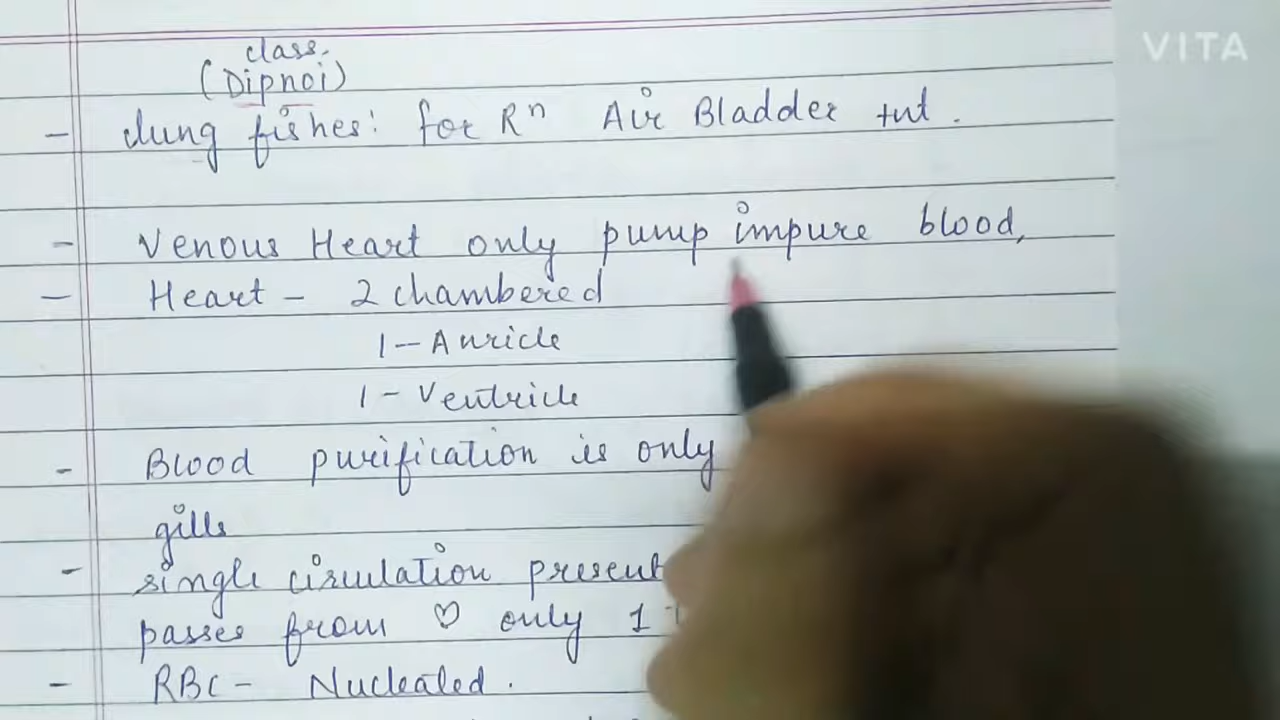 VITA
class.
(Dipnoi)
- lung fishes: for Rⁿ Air Bladder +nt.
- Venous Heart only pump impure blood,
- Heart - 2 chambered
1 - Auricle
1 - Ventricle
- Blood purification is only
gills
- single circulation present
passes from ♡ only 1
- RBC - Nucleated.